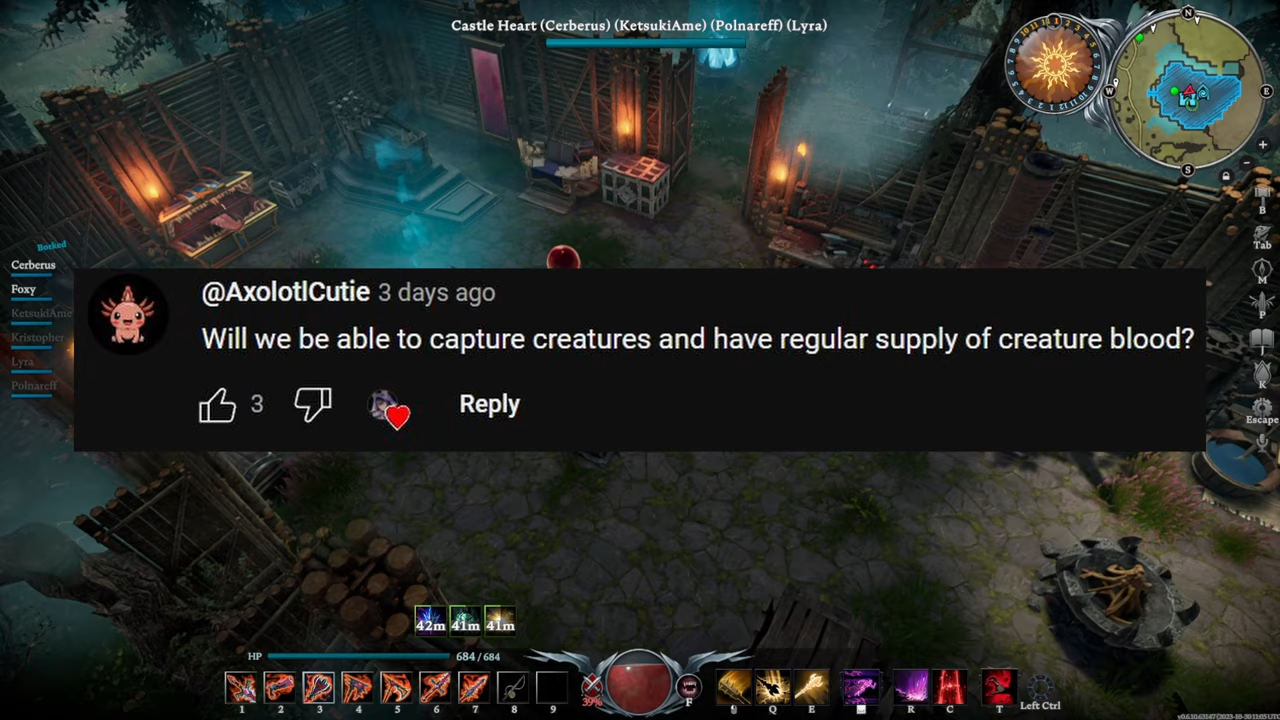 Castle Heart (Cerberus) (KetsukiAme) (Polnareff) (Lyra)
N
W
E
S
B
Tab
M
P
J
K
Escape
Borked
Cerberus
Foxy
KetsukiAme
Kristopher
Lyra
Polnareff
@AxolotlCutie 3 days ago
Will we be able to capture creatures and have regular supply of creature blood?
3
Reply
42m 41m 41m
HP 684 / 684
39%
1 2 3 4 5 6 7 8 9 F Q E R C T Left Ctrl